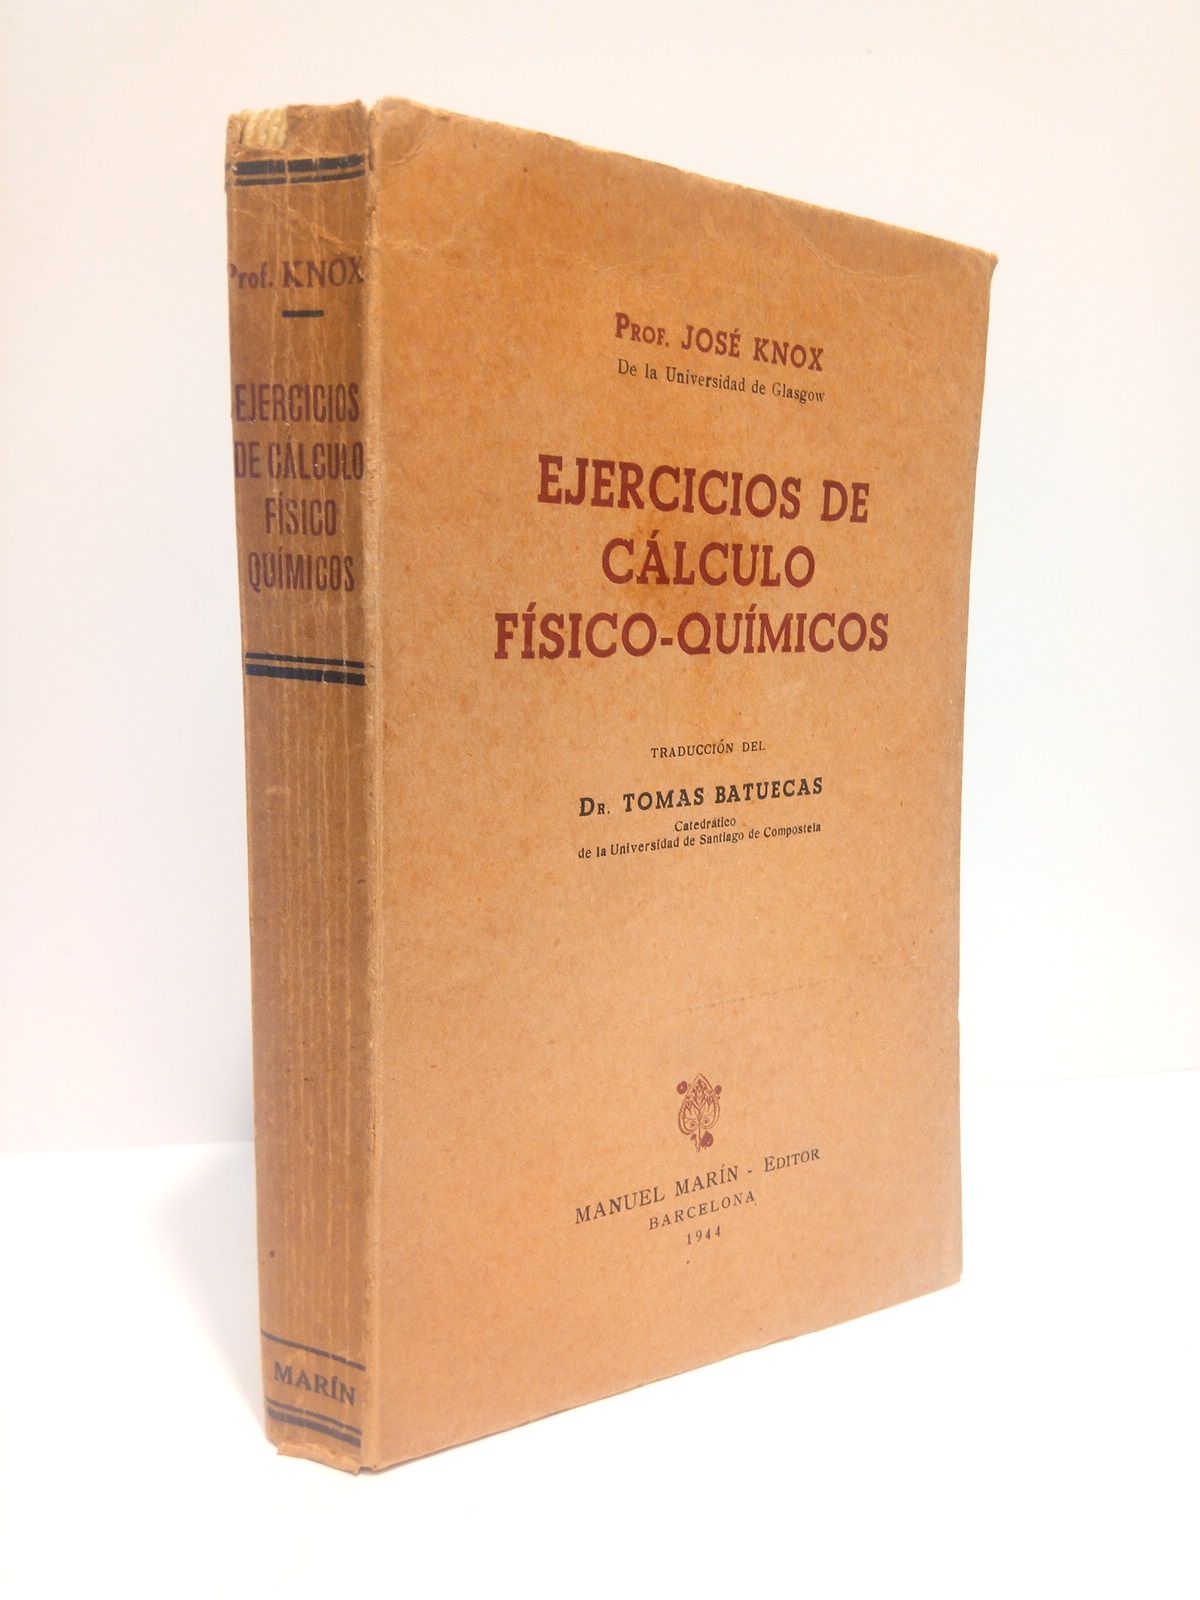 Prof. KNOX
EJERCICIOS
DE CÁLCULO
FÍSICO
QUÍMICOS
MARÍN
PROF. JOSÉ KNOX
De la Universidad de Glasgow
EJERCICIOS DE
CÁLCULO
FÍSICO-QUÍMICOS
TRADUCCIÓN DEL
DR. TOMAS BATUECAS
Catedrático
de la Universidad de Santiago de Compostela
MANUEL MARÍN - EDITOR
BARCELONA
1944